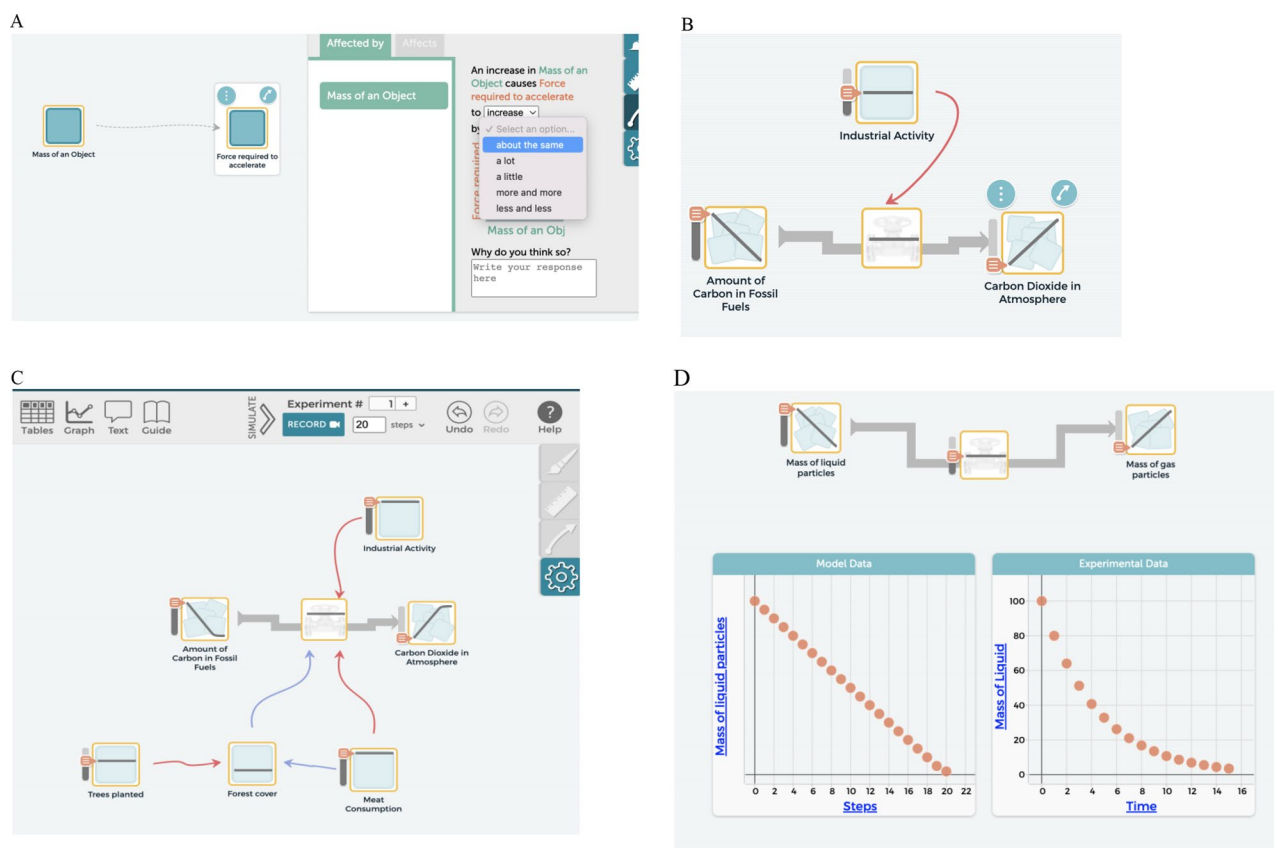 A
Affected by
Affects
Mass of an Object
Force required to
accelerate
Mass of an Object
An increase in Mass of an
Object causes Force
required to accelerate
to increase
by
✓ Select an option...
about the same
a lot
a little
more and more
less and less
Force required
Mass of an Obj
Why do you think so?
Write your response
here
B
Industrial Activity
Amount of
Carbon in Fossil
Fuels
Carbon Dioxide in
Atmosphere
C
Tables
Graph
Text
Guide
SIMULATE
Experiment # 1 +
RECORD 20 steps
Undo
Redo
? Help
Industrial Activity
Amount of
Carbon in Fossil
Fuels
Carbon Dioxide in
Atmosphere
Trees planted
Forest cover
Meat
Consumption
D
Mass of liquid
particles
Mass of gas
particles
Model Data
Mass of liquid particles
0 2 4 6 8 10 12 14 16 18 20 22
Steps
Experimental Data
100
80
60
40
20
0
Mass of Liquid
0 2 4 6 8 10 12 14 16
Time